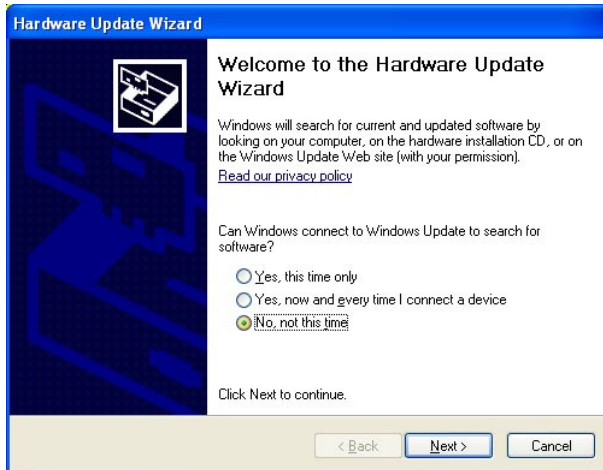 Hardware Update Wizard
Welcome to the Hardware Update
Wizard
Windows will search for current and updated software by
looking on your computer, on the hardware installation CD, or on
the Windows Update Web site (with your permission).
Read our privacy policy
Can Windows connect to Windows Update to search for
software?
Yes, this time only
Yes, now and every time I connect a device
No, not this time
Click Next to continue.
< Back
Next >
Cancel